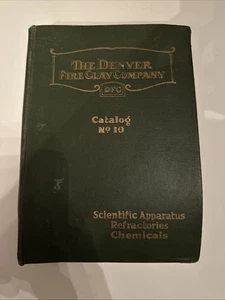 THE DENVER
FIRE CLAY COMPANY
DFC
Catalog
No 10
Scientific Apparatus
Refractories
Chemicals